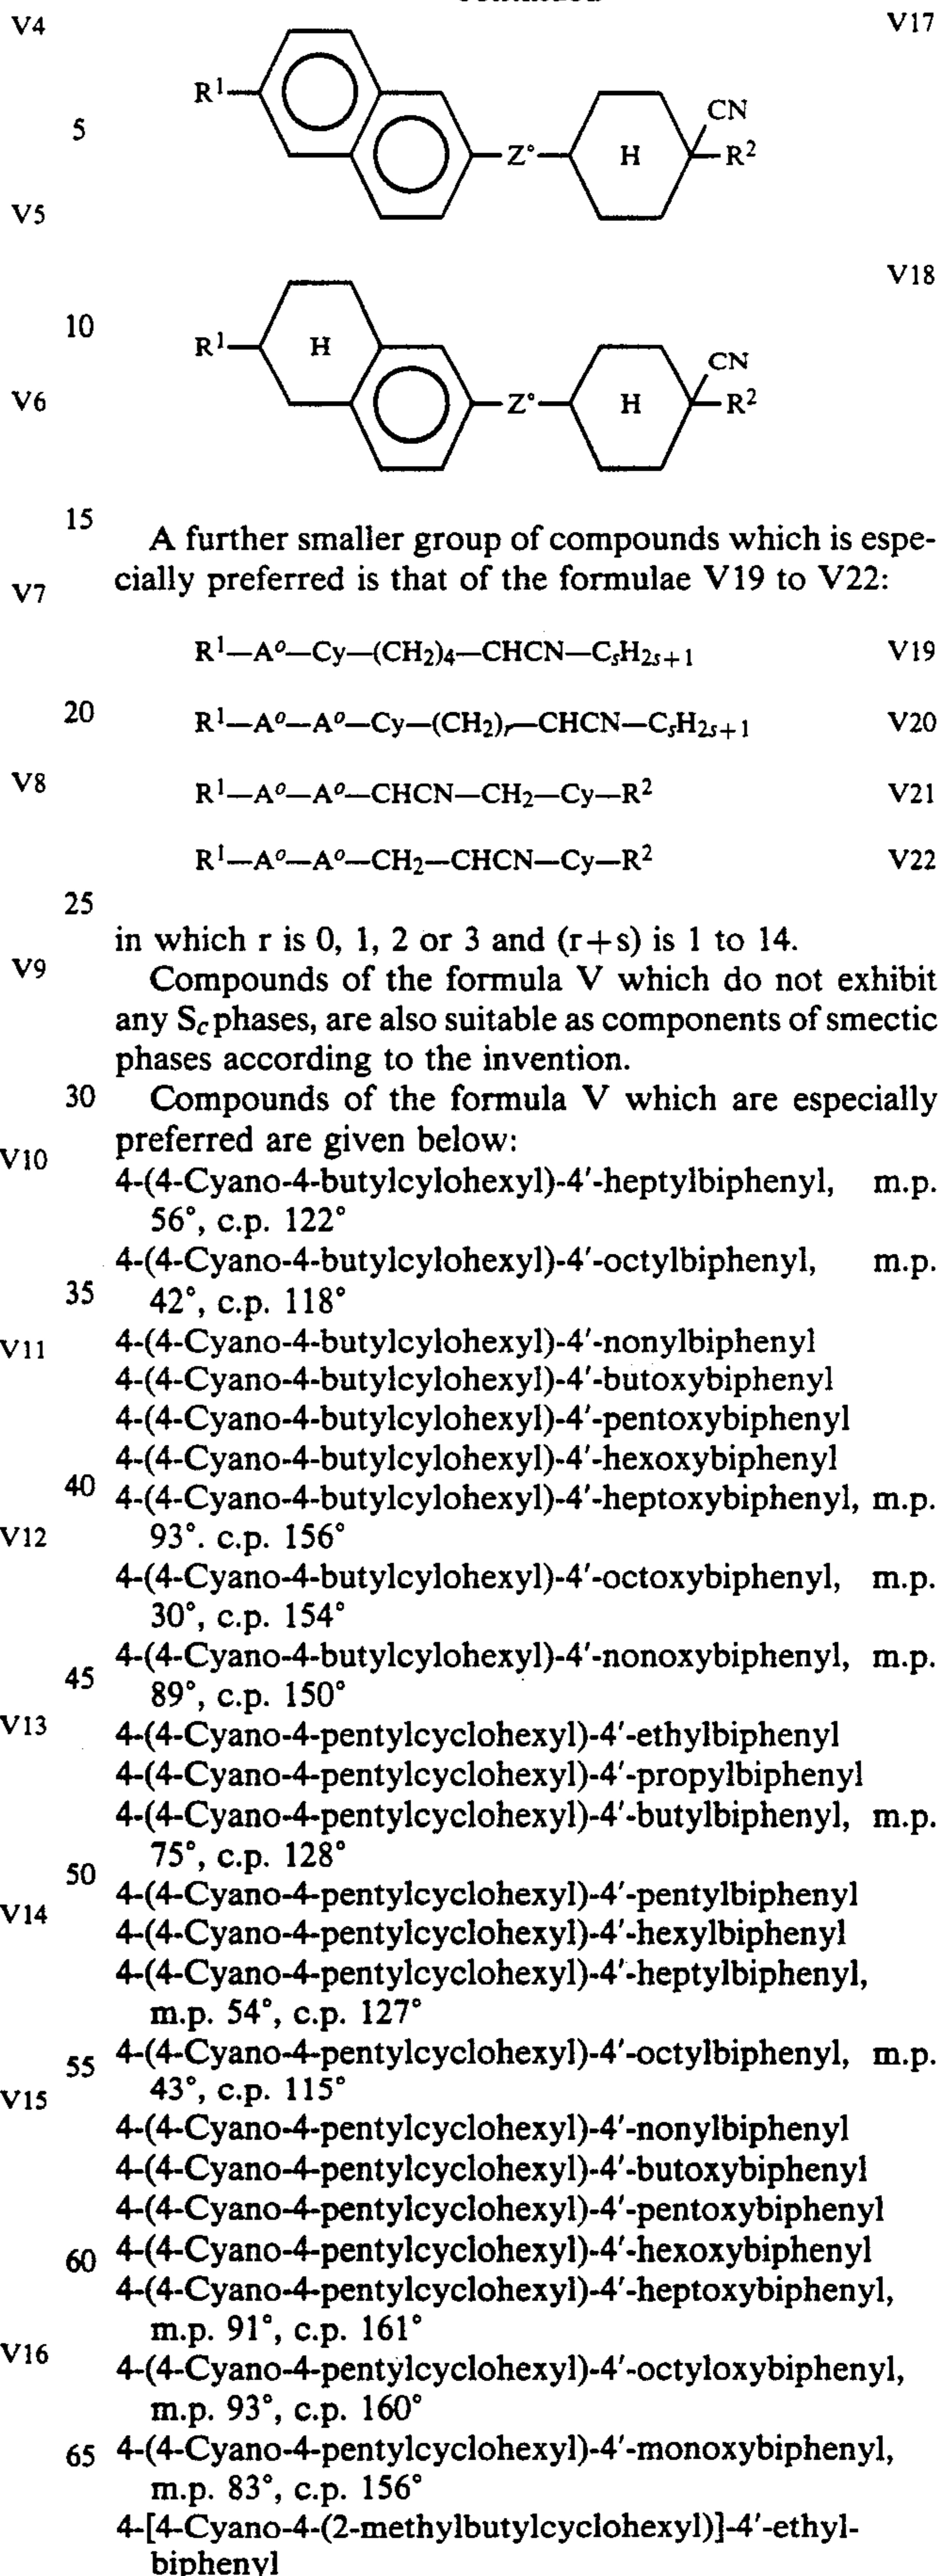 V4
V17
R¹
CN
5
Z°
H
R²
V5
V18
10
R¹
H
CN
V6
Z°
H
R²
15
A further smaller group of compounds which is espe-
cially preferred is that of the formulae V19 to V22:
V7
R¹—A°—Cy—(CH₂)₄—CHCN—CₛH₂ₛ₊₁ V19
20 R¹—A°—A°—Cy—(CH₂)ᵣ—CHCN—CₛH₂ₛ₊₁ V20
V8 R¹—A°—A°—CHCN—CH₂—Cy—R² V21
R¹—A°—A°—CH₂—CHCN—Cy—R² V22
25
in which r is 0, 1, 2 or 3 and (r+s) is 1 to 14.
V9
Compounds of the formula V which do not exhibit
any S_c phases, are also suitable as components of smectic
phases according to the invention.
30 Compounds of the formula V which are especially
preferred are given below:
V10
4-(4-Cyano-4-butylcylohexyl)-4'-heptylbiphenyl, m.p.
56°, c.p. 122°
4-(4-Cyano-4-butylcylohexyl)-4'-octylbiphenyl, m.p.
35 42°, c.p. 118°
V11 4-(4-Cyano-4-butylcylohexyl)-4'-nonylbiphenyl
4-(4-Cyano-4-butylcylohexyl)-4'-butoxybiphenyl
4-(4-Cyano-4-butylcylohexyl)-4'-pentoxybiphenyl
4-(4-Cyano-4-butylcylohexyl)-4'-hexoxybiphenyl
40 4-(4-Cyano-4-butylcylohexyl)-4'-heptoxybiphenyl, m.p.
V12 93°. c.p. 156°
4-(4-Cyano-4-butylcylohexyl)-4'-octoxybiphenyl, m.p.
30°, c.p. 154°
45 4-(4-Cyano-4-butylcylohexyl)-4'-nonoxybiphenyl, m.p.
89°, c.p. 150°
V13 4-(4-Cyano-4-pentylcyclohexyl)-4'-ethylbiphenyl
4-(4-Cyano-4-pentylcyclohexyl)-4'-propylbiphenyl
4-(4-Cyano-4-pentylcyclohexyl)-4'-butylbiphenyl, m.p.
50 75°, c.p. 128°
4-(4-Cyano-4-pentylcyclohexyl)-4'-pentylbiphenyl
V14 4-(4-Cyano-4-pentylcyclohexyl)-4'-hexylbiphenyl
4-(4-Cyano-4-pentylcyclohexyl)-4'-heptylbiphenyl,
m.p. 54°, c.p. 127°
55 4-(4-Cyano-4-pentylcyclohexyl)-4'-octylbiphenyl, m.p.
V15 43°, c.p. 115°
4-(4-Cyano-4-pentylcyclohexyl)-4'-nonylbiphenyl
4-(4-Cyano-4-pentylcyclohexyl)-4'-butoxybiphenyl
4-(4-Cyano-4-pentylcyclohexyl)-4'-pentoxybiphenyl
60 4-(4-Cyano-4-pentylcyclohexyl)-4'-hexoxybiphenyl
4-(4-Cyano-4-pentylcyclohexyl)-4'-heptoxybiphenyl,
m.p. 91°, c.p. 161°
V16 4-(4-Cyano-4-pentylcyclohexyl)-4'-octyloxybiphenyl,
m.p. 93°, c.p. 160°
65 4-(4-Cyano-4-pentylcyclohexyl)-4'-monoxybiphenyl,
m.p. 83°, c.p. 156°
4-[4-Cyano-4-(2-methylbutylcyclohexyl)]-4'-ethyl-
biphenyl